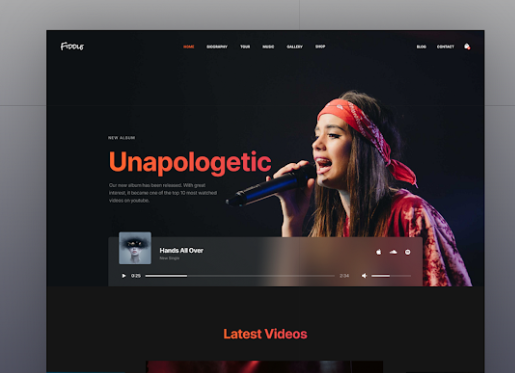 FIDDLE
HOME BIOGRAPHY TOUR MUSIC GALLERY SHOP BLOG CONTACT
NEW ALBUM
Unapologetic
Our new album has been released. With great
interest, it became one of the top 10 most watched
videos on youtube.
Hands All Over
New Single
0:25
Latest Videos